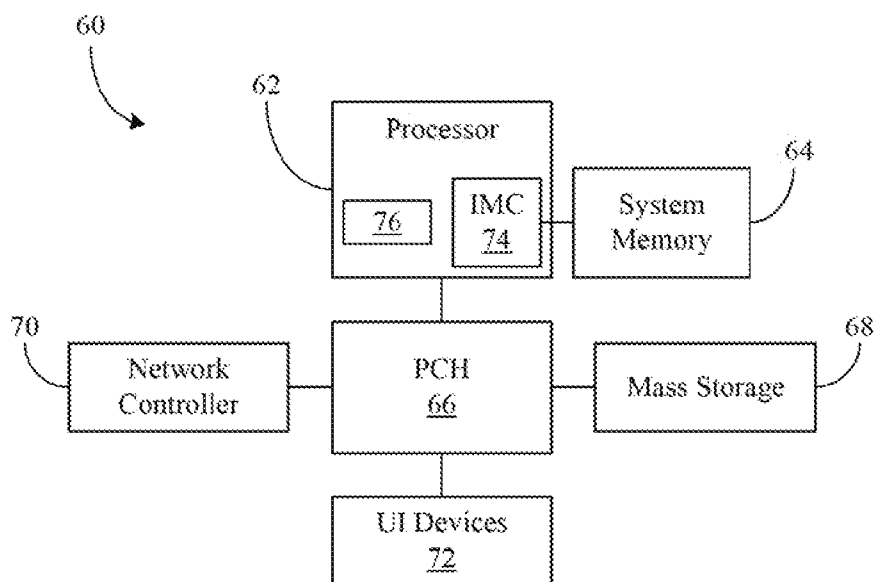 60
62
Processor
64
76
IMC
74
System
Memory
70
68
Network
Controller
PCH
66
Mass Storage
UI Devices
72